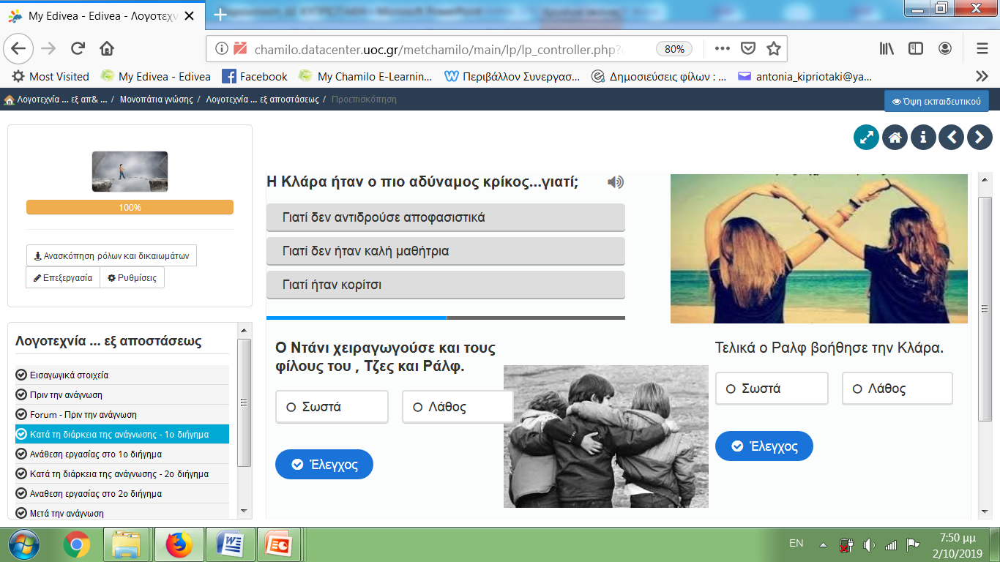 My Edivea - Edivea - Λογοτεχν
chamilo.datacenter.uoc.gr/metchamilo/main/lp/lp_controller.php?
80%
Most Visited
My Edivea - Edivea
Facebook
My Chamilo E-Learnin...
Περιβάλλον Συνεργασ...
Δημοσιεύσεις φίλων : ...
antonia_kipriotaki@ya...
Λογοτεχνία ... εξ απ& ... / Μονοπάτια γνώσης / Λογοτεχνία ... εξ αποστάσεως / Προεπισκόπηση
Όψη εκπαιδευτικού
100%
Ανασκόπηση ρόλων και δικαιωμάτων
Επεξεργασία
Ρυθμίσεις
Λογοτεχνία ... εξ αποστάσεως
Εισαγωγικά στοιχεία
Πριν την ανάγνωση
Forum - Πριν την ανάγνωση
Κατά τη διάρκεια της ανάγνωσης - 1ο διήγημα
Ανάθεση εργασίας στο 1ο διήγημα
Κατά τη διάρκεια της ανάγνωσης - 2ο διήγημα
Αναθεση εργασίας στο 2ο διήγημα
Μετά την ανάγνωση
Η Κλάρα ήταν ο πιο αδύναμος κρίκος...γιατί;
Γιατί δεν αντιδρούσε αποφασιστικά
Γιατί δεν ήταν καλή μαθήτρια
Γιατί ήταν κορίτσι
Ο Ντάνι χειραγωγούσε και τους
φίλους του , Τζες και Ράλφ.
Σωστά
Λάθος
Έλεγχος
Τελικά ο Ραλφ βοήθησε την Κλάρα.
Σωστά
Λάθος
Έλεγχος
EN
7:50 μμ
2/10/2019